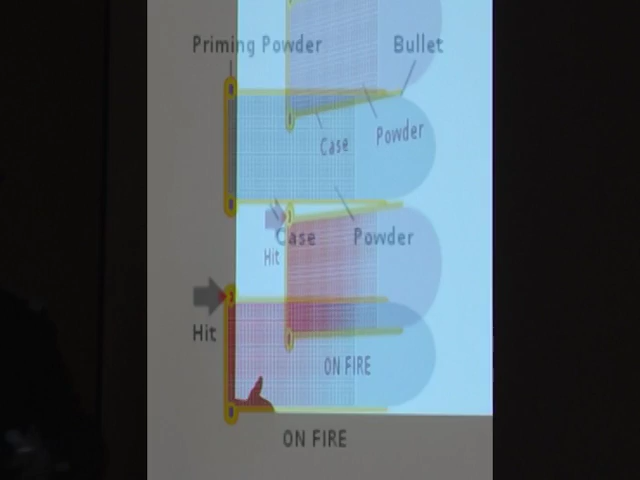 Priming Powder
Bullet
Case
Powder
Case
Powder
Hit
Hit
ON FIRE
ON FIRE